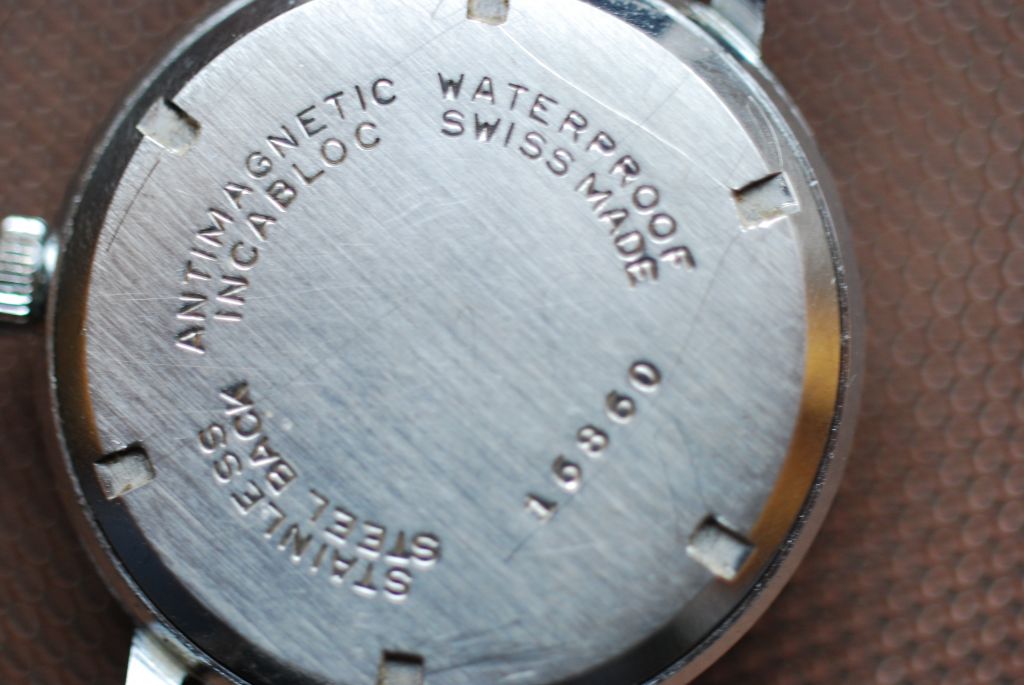 ANTIMAGNETIC
INCABLOC
WATERPROOF
SWISS MADE
STAINLESS
STEEL BACK
15860